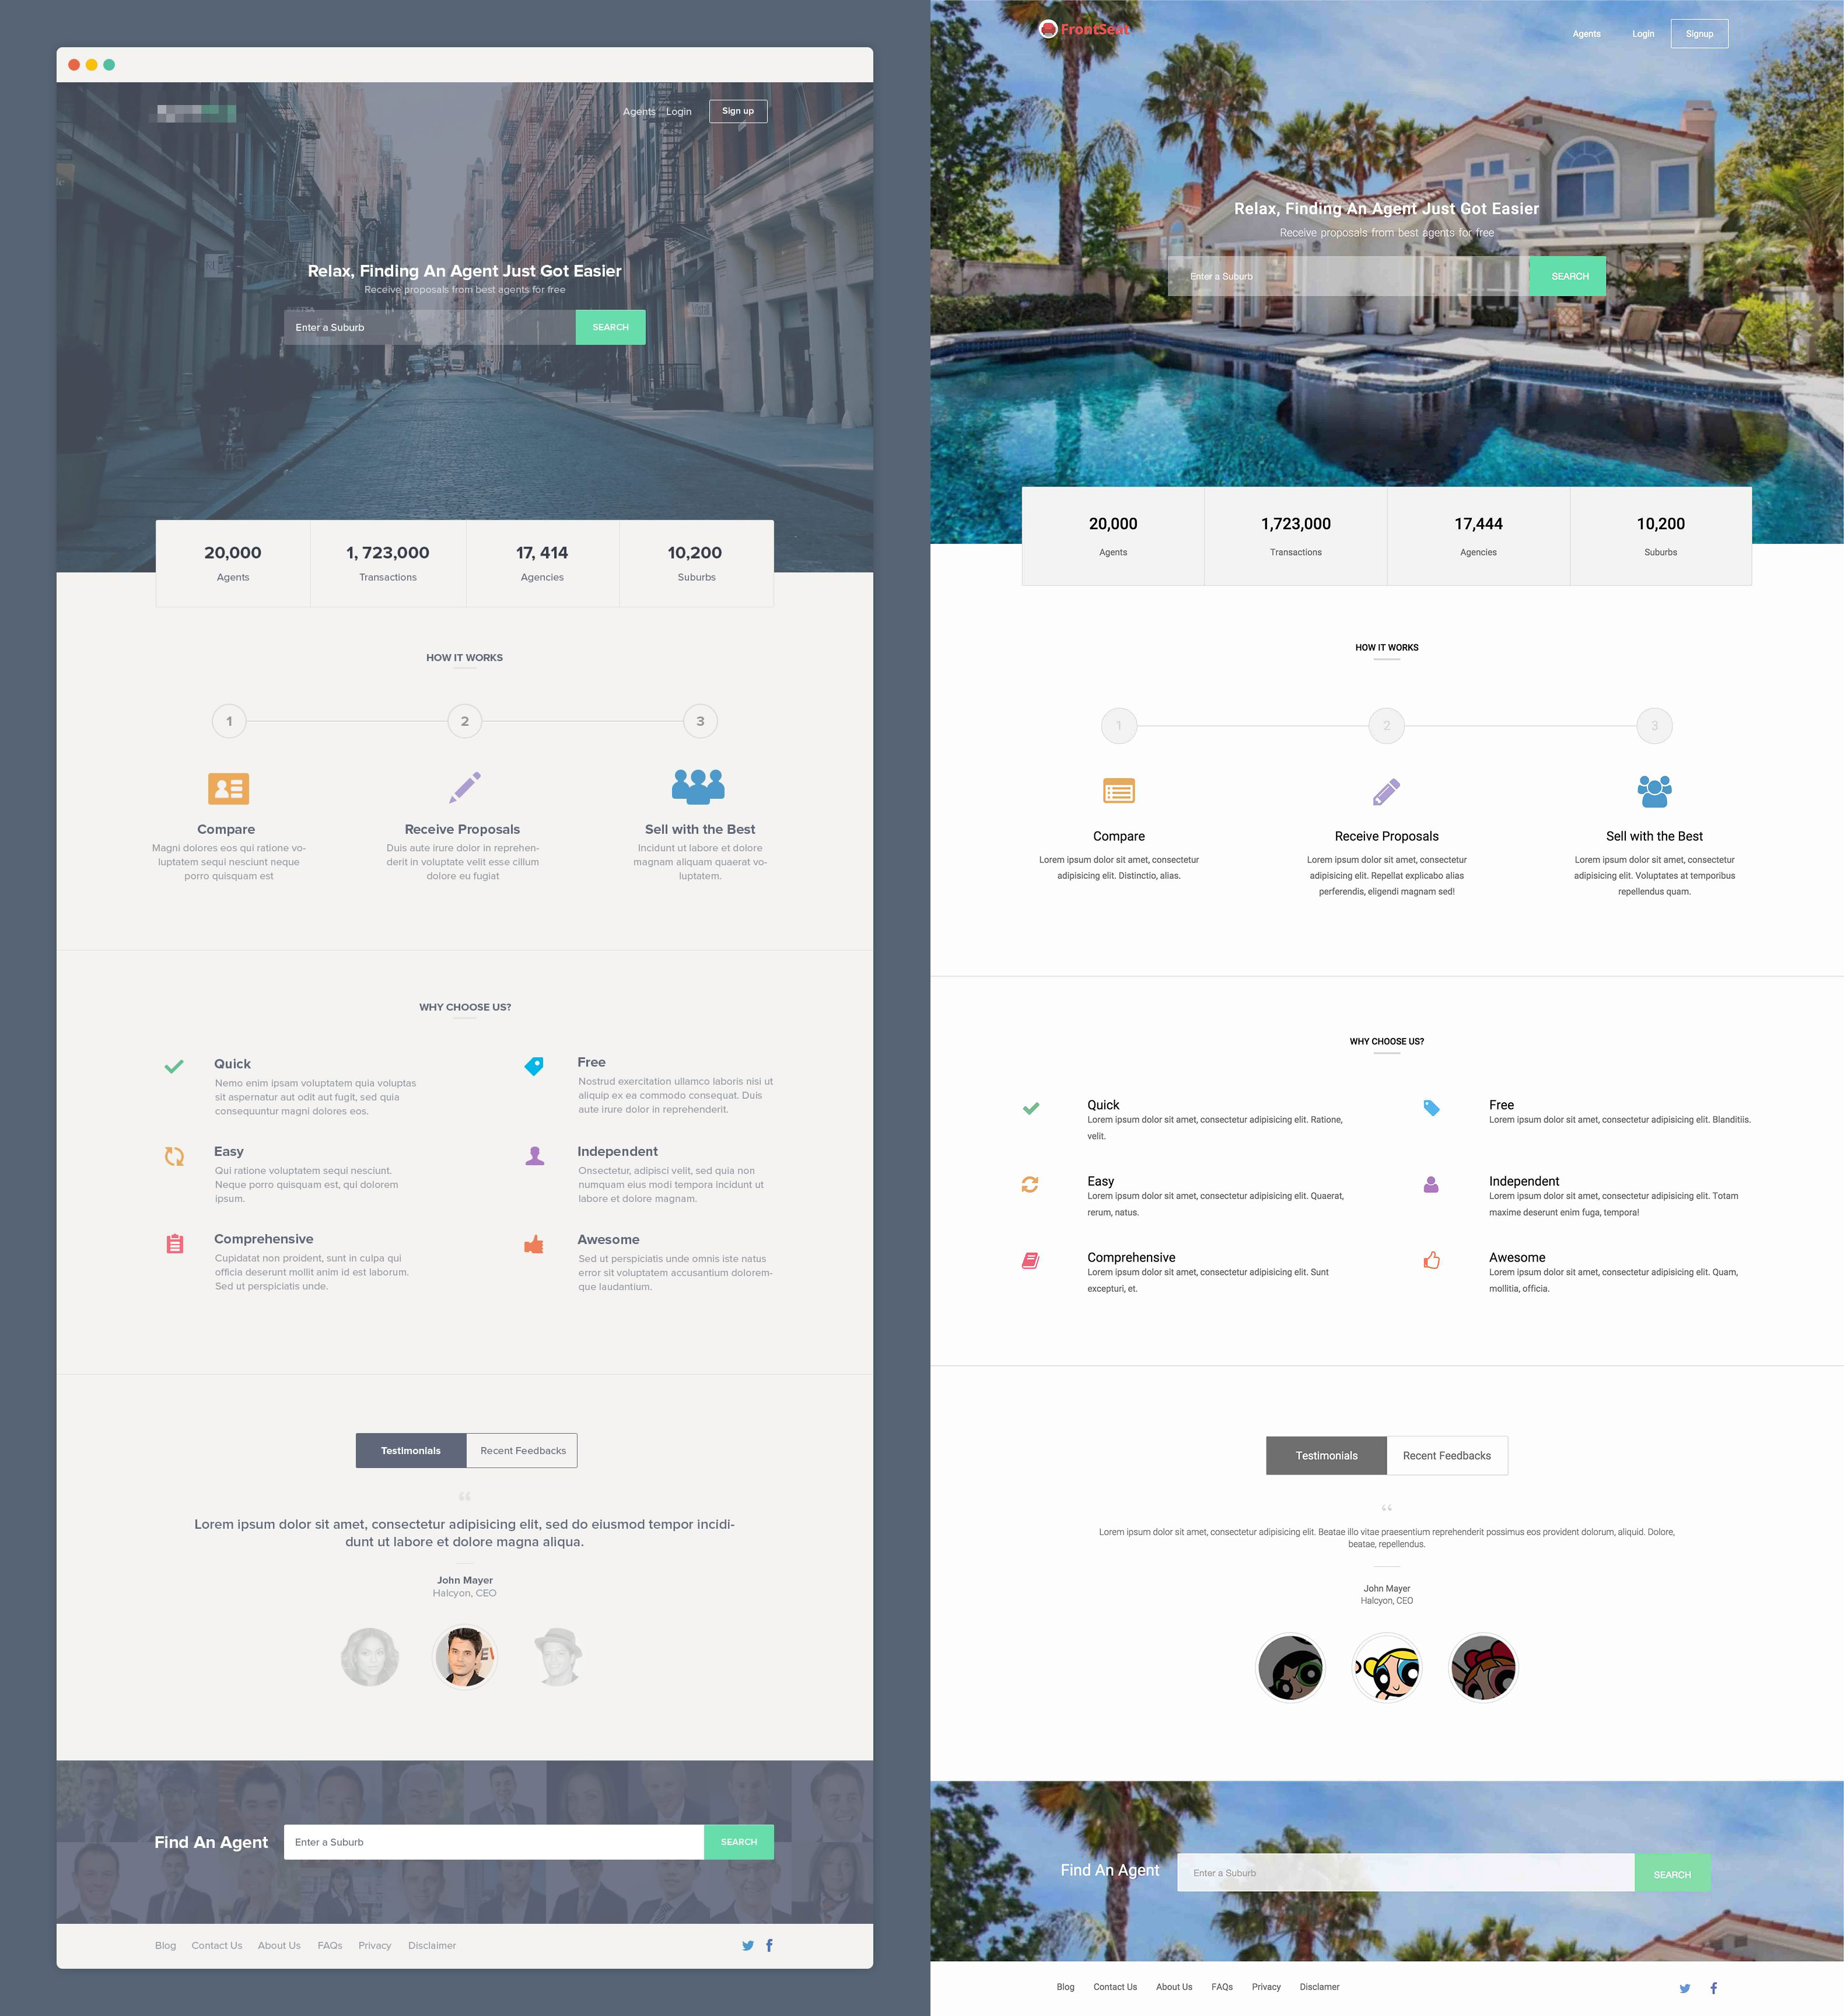 Agents Login Sign up
Relax, Finding An Agent Just Got Easier
Receive proposals from best agents for free
Enter a Suburb SEARCH
20,000 1, 723,000 17, 414 10,200
Agents Transactions Agencies Suburbs
HOW IT WORKS
1 2 3
Compare Receive Proposals Sell with the Best
Magni dolores eos qui ratione vo- Duis aute irure dolor in reprehen- Incidunt ut labore et dolore
luptatem sequi nesciunt neque derit in voluptate velit esse cillum magnam aliquam quaerat vo-
porro quisquam est dolore eu fugiat luptatem.
WHY CHOOSE US?
Quick Free
Nemo enim ipsam voluptatem quia voluptas Nostrud exercitation ullamco laboris nisi ut
sit aspernatur aut odit aut fugit, sed quia aliquip ex ea commodo consequat. Duis
consequuntur magni dolores eos. aute irure dolor in reprehenderit.
Easy Independent
Qui ratione voluptatem sequi nesciunt. Onsectetur, adipisci velit, sed quia non
Neque porro quisquam est, qui dolorem numquam eius modi tempora incidunt ut
ipsum. labore et dolore magnam.
Comprehensive Awesome
Cupidatat non proident, sunt in culpa qui Sed ut perspiciatis unde omnis iste natus
officia deserunt mollit anim id est laborum. error sit voluptatem accusantium dolorem-
Sed ut perspiciatis unde. que laudantium.
Testimonials Recent Feedbacks
“
Lorem ipsum dolor sit amet, consectetur adipisicing elit, sed do eiusmod tempor incidi-
dunt ut labore et dolore magna aliqua.
John Mayer
Halcyon, CEO
Find An Agent Enter a Suburb SEARCH
Blog Contact Us About Us FAQs Privacy Disclaimer
FrontSeat Agents Login Signup
Relax, Finding An Agent Just Got Easier
Receive proposals from best agents for free
Enter a Suburb SEARCH
20,000 1,723,000 17,444 10,200
Agents Transactions Agencies Suburbs
HOW IT WORKS
1 2 3
Compare Receive Proposals Sell with the Best
Lorem ipsum dolor sit amet, consectetur Lorem ipsum dolor sit amet, consectetur Lorem ipsum dolor sit amet, consectetur
adipisicing elit. Distinctio, alias. adipisicing elit. Repellat explicabo alias adipisicing elit. Voluptates at temporibus
perferendis, eligendi magnam sed! repellendus quam.
WHY CHOOSE US?
Quick Free
Lorem ipsum dolor sit amet, consectetur adipisicing elit. Ratione, Lorem ipsum dolor sit amet, consectetur adipisicing elit. Blanditiis.
velit.
Easy Independent
Lorem ipsum dolor sit amet, consectetur adipisicing elit. Quaerat, Lorem ipsum dolor sit amet, consectetur adipisicing elit. Totam
rerum, natus. maxime deserunt enim fuga, tempora!
Comprehensive Awesome
Lorem ipsum dolor sit amet, consectetur adipisicing elit. Sunt Lorem ipsum dolor sit amet, consectetur adipisicing elit. Quam,
excepturi, et. mollitia, officia.
Testimonials Recent Feedbacks
“
Lorem ipsum dolor sit amet, consectetur adipisicing elit. Beatae illo vitae praesentium reprehenderit possimus eos provident dolorum, aliquid. Dolore,
beatae, repellendus.
John Mayer
Halcyon, CEO
Find An Agent Enter a Suburb SEARCH
Blog Contact Us About Us FAQs Privacy Disclamer